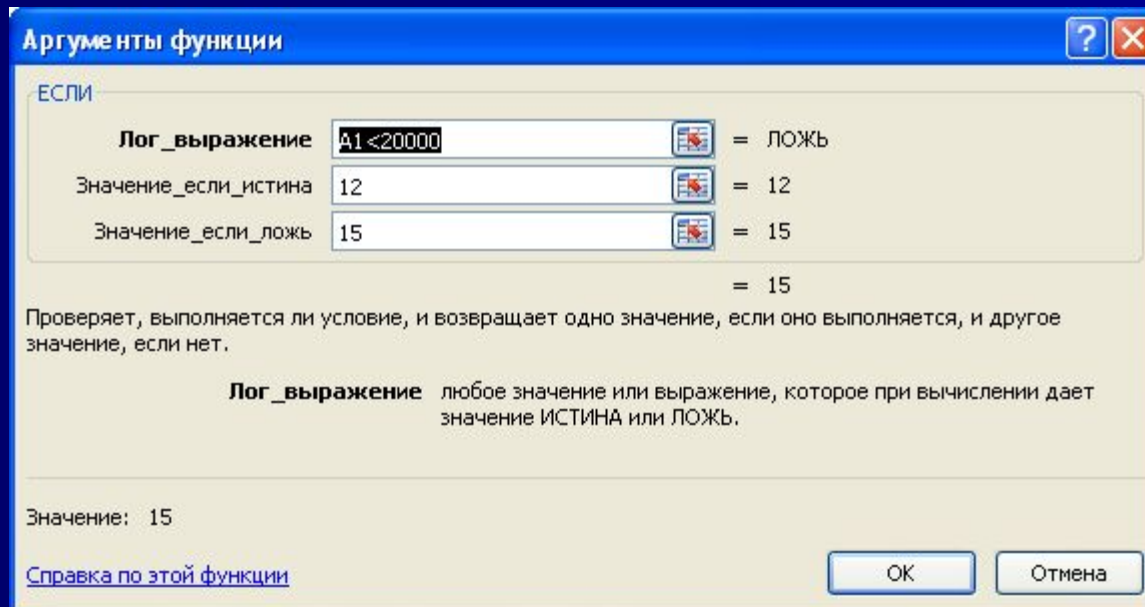 Аргументы функции
ЕСЛИ
Лог_выражение A1<20000 = ЛОЖЬ
Значение_если_истина 12 = 12
Значение_если_ложь 15 = 15
= 15
Проверяет, выполняется ли условие, и возвращает одно значение, если оно выполняется, и другое
значение, если нет.
Лог_выражение любое значение или выражение, которое при вычислении дает
значение ИСТИНА или ЛОЖЬ.
Значение: 15
Справка по этой функции ОК Отмена